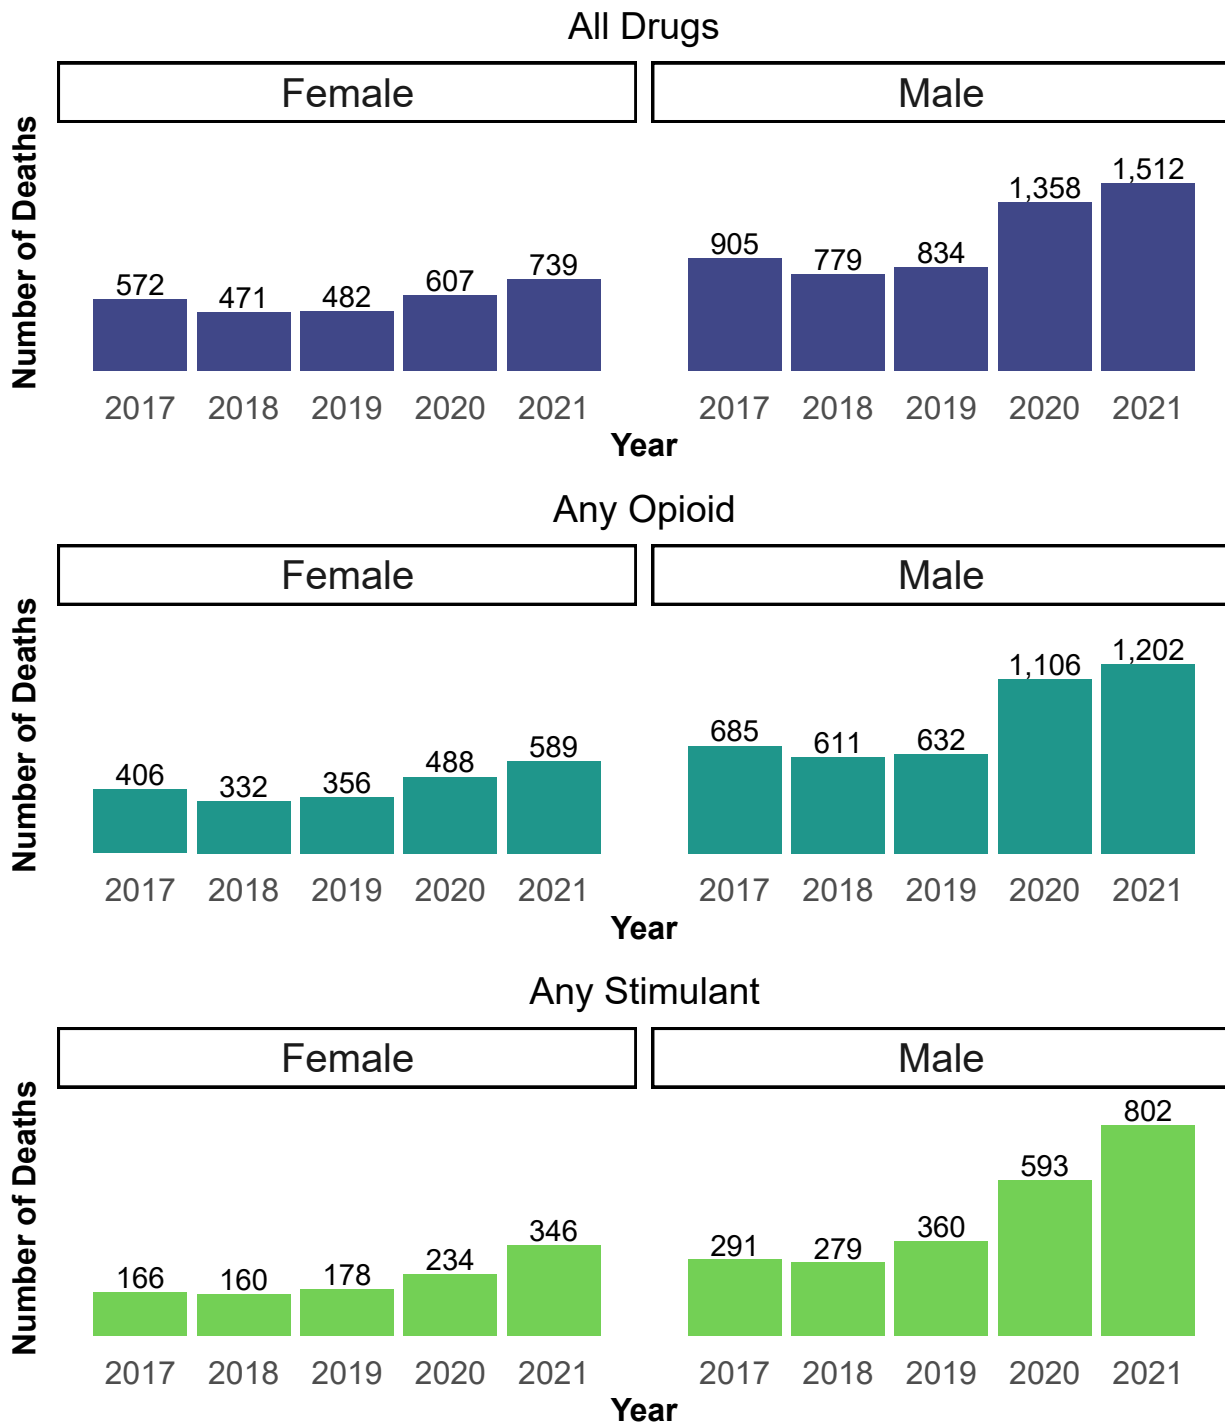 All Drugs
Female
Male
Number of Deaths
572 471 482 607 739
905 779 834 1,358 1,512
2017 2018 2019 2020 2021
2017 2018 2019 2020 2021
Year
Any Opioid
Female
Male
Number of Deaths
406 332 356 488 589
685 611 632 1,106 1,202
2017 2018 2019 2020 2021
2017 2018 2019 2020 2021
Year
Any Stimulant
Female
Male
Number of Deaths
166 160 178 234 346
291 279 360 593 802
2017 2018 2019 2020 2021
2017 2018 2019 2020 2021
Year